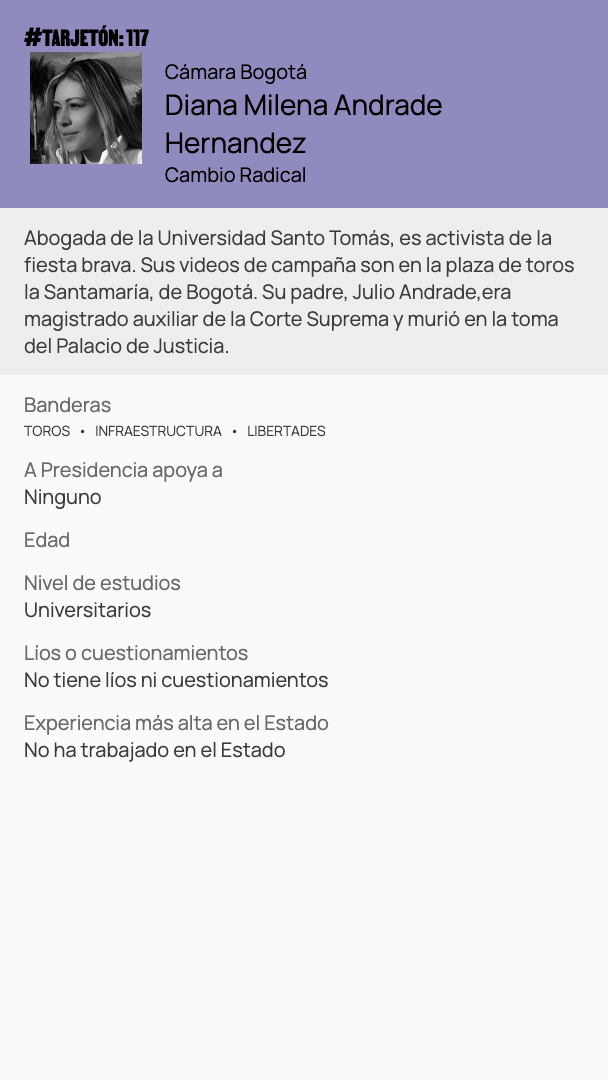 #TARJETÓN: 117
Cámara Bogotá
Diana Milena Andrade
Hernandez
Cambio Radical
Abogada de la Universidad Santo Tomás, es activista de la
fiesta brava. Sus videos de campaña son en la plaza de toros
la Santamaría, de Bogotá. Su padre, Julio Andrade,era
magistrado auxiliar de la Corte Suprema y murió en la toma
del Palacio de Justicia.
Banderas
TOROS • INFRAESTRUCTURA • LIBERTADES
A Presidencia apoya a
Ninguno
Edad
Nivel de estudios
Universitarios
Líos o cuestionamientos
No tiene líos ni cuestionamientos
Experiencia más alta en el Estado
No ha trabajado en el Estado